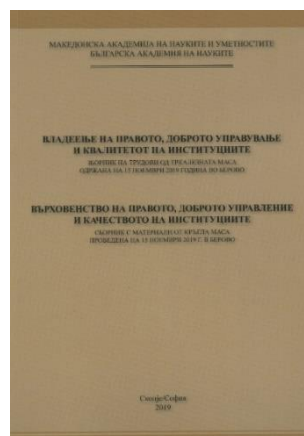 МАКЕДОНСКА АКАДЕМИЈА НА НАУКИТЕ И УМЕТНОСТИТЕ
БЪЛГАРСКА АКАДЕМИЯ НА НАУКИТЕ
ВЛАДЕЕЊЕ НА ПРАВОТО, ДОБРОТО УПРАВУВАЊЕ
И КВАЛИТЕТОТ НА ИНСТИТУЦИИТЕ
ЗБОРНИК НА ТРУДОВИ ОД ТРКАЛЕЗНАТА МАСА
ОДРЖАНА НА 15 НОЕМВРИ 2019 ГОДИНА ВО БЕРОВО
ВЪРХОВЕНСТВО НА ПРАВОТО, ДОБРОТО УПРАВЛЕНИЕ
И КАЧЕСТВОТО НА ИНСТИТУЦИИТЕ
СБОРНИК С МАТЕРИАЛИ ОТ КРЪГЛА МАСА
ПРОВЕДЕНА НА 15 НОЕМВРИ 2019 Г. В БЕРОВО
Скопје/София
2019